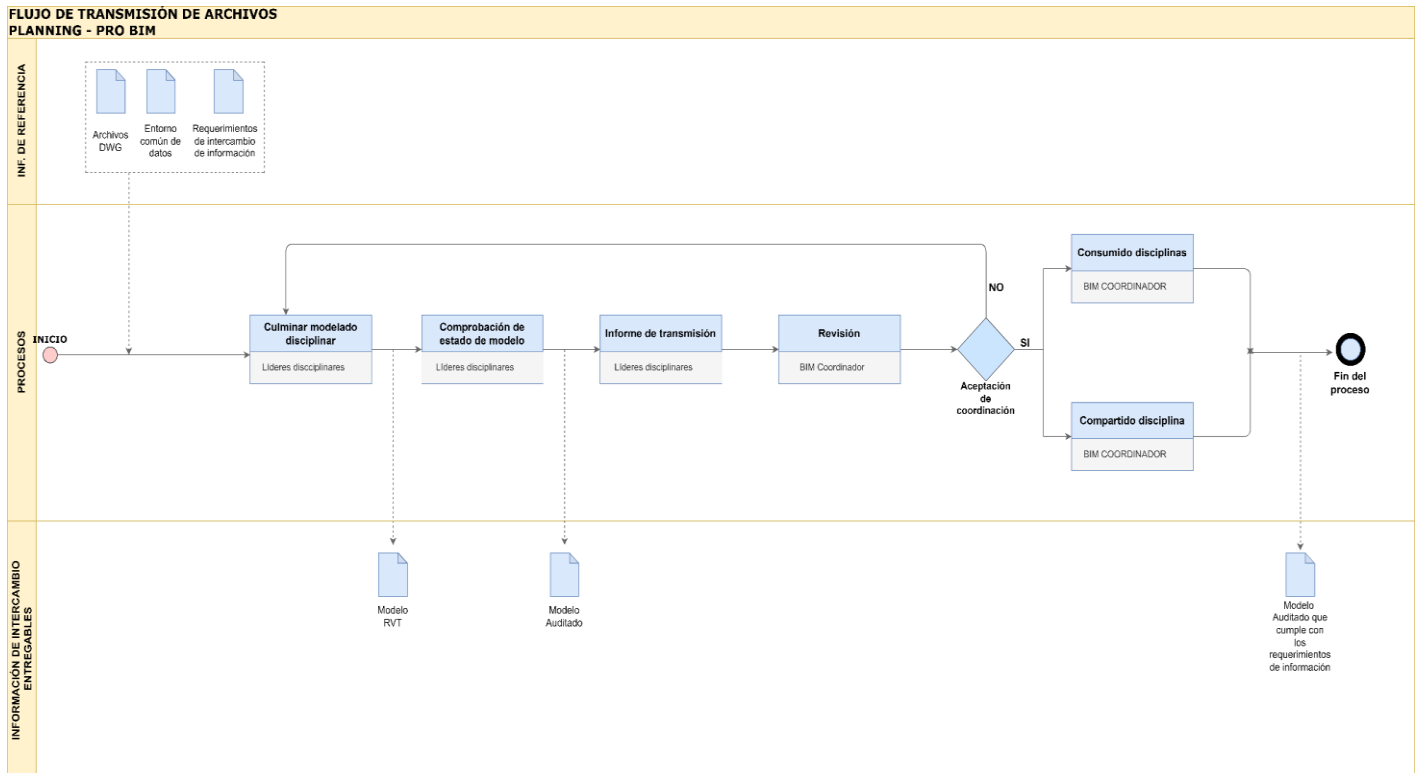 FLUJO DE TRANSMISIÓN DE ARCHIVOS
PLANNING - PRO BIM
INF. DE REFERENCIA
Archivos
DWG
Entorno
común de
datos
Requerimientos
de intercambio
de información
PROCESOS
INICIO
Culminar modelado
disciplinar
Líderes discciplinares
Comprobación de
estado de modelo
Líderes disciplinares
Informe de transmisión
Líderes disciplinares
Revisión
BIM Coordinador
Aceptación
de
coordinación
NO
SI
Consumido disciplinas
BIM COORDINADOR
Compartido disciplina
BIM COORDINADOR
Fin del
proceso
INFORMACIÓN DE INTERCAMBIO
ENTREGABLES
Modelo
RVT
Modelo
Auditado
Modelo
Auditado que
cumple con
los
requerimientos
de información